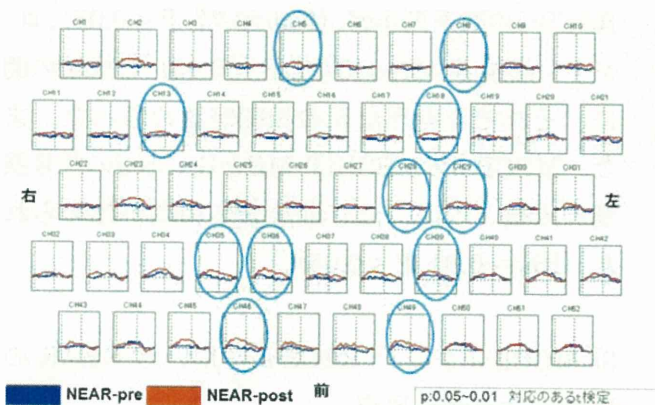 CH1 CH2 CH3 CH4 CH5 CH6 CH7 CH8 CH9 CH10
CH11 CH12 CH13 CH14 CH15 CH16 CH17 CH18 CH19 CH20 CH21
CH22 CH23 CH24 CH25 CH26 CH27 CH28 CH29 CH30 CH31
右 左
CH32 CH33 CH34 CH35 CH36 CH37 CH38 CH39 CH40 CH41 CH42
CH43 CH44 CH45 CH46 CH47 CH48 CH49 CH50 CH51 CH52
NEAR-pre NEAR-post 前 p:0.05~0.01 対応のあるt検定